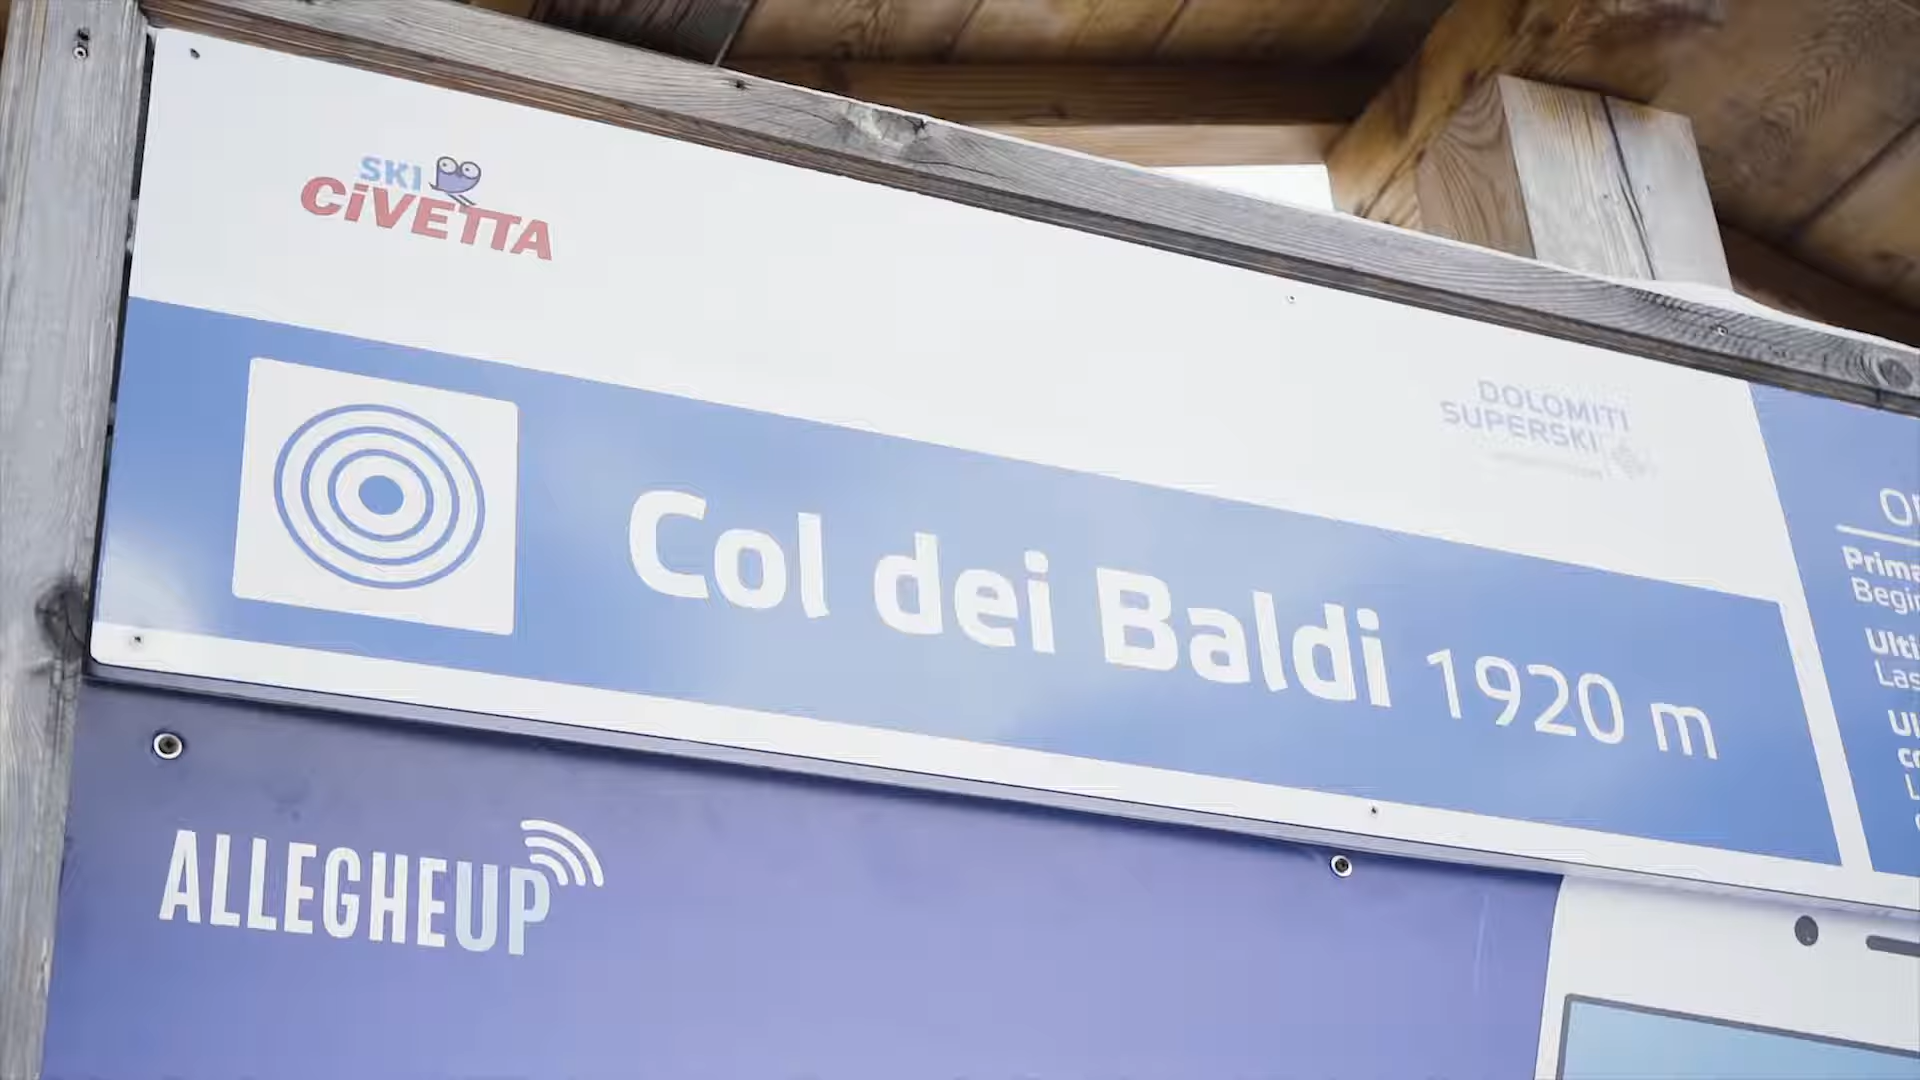 SKI
CiVETTA
DOLOMITI
SUPERSKI
Col dei Baldi 1920 m
ALLEGHEUP